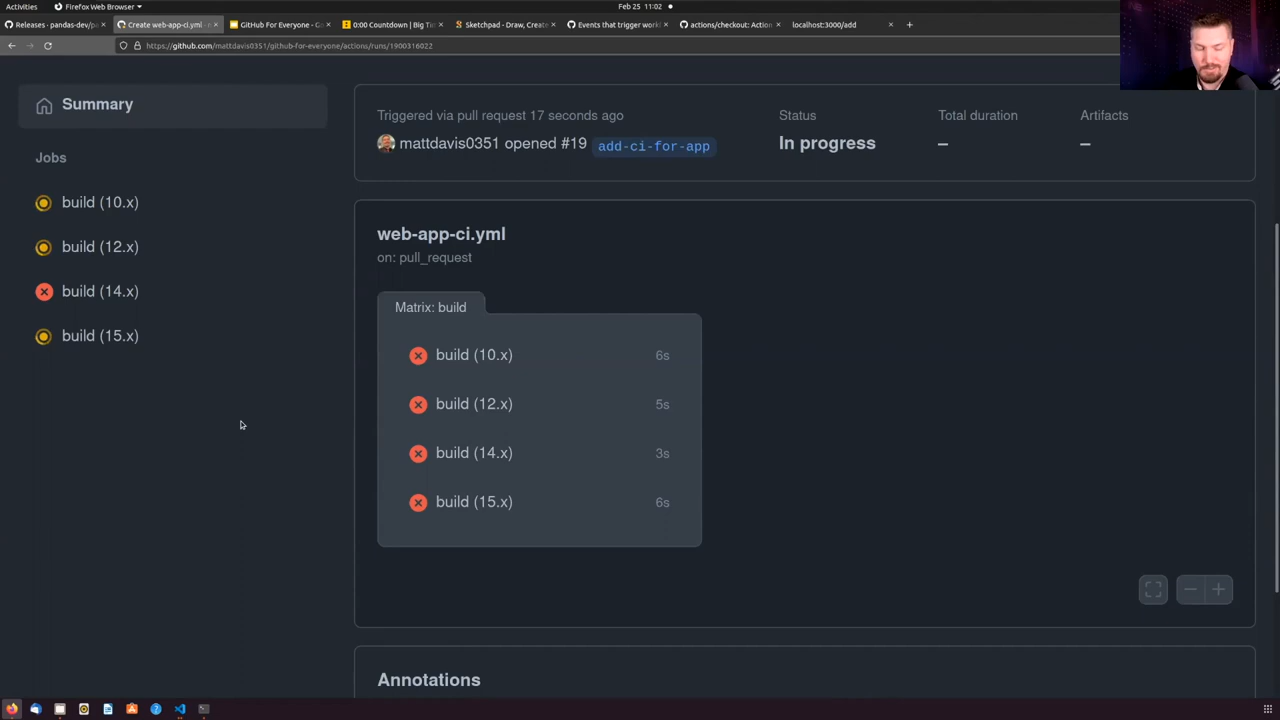 Activities
Firefox Web Browser
Feb 25 11:02
Releases · pandas-dev/pa
Create web-app-ci.yml ·
GitHub For Everyone - G
0:00 Countdown | Big T
Sketchpad - Draw, Create
Events that trigger work
actions/checkout: Action
localhost:3000/add
https://github.com/mattdavis0351/github-for-everyone/actions/runs/1900316022
Summary
Jobs
build (10.x)
build (12.x)
build (14.x)
build (15.x)
Triggered via pull request 17 seconds ago
mattdavis0351 opened #19 add-ci-for-app
Status
In progress
Total duration
–
Artifacts
–
web-app-ci.yml
on: pull_request
Matrix: build
build (10.x) 6s
build (12.x) 5s
build (14.x) 3s
build (15.x) 6s
Annotations